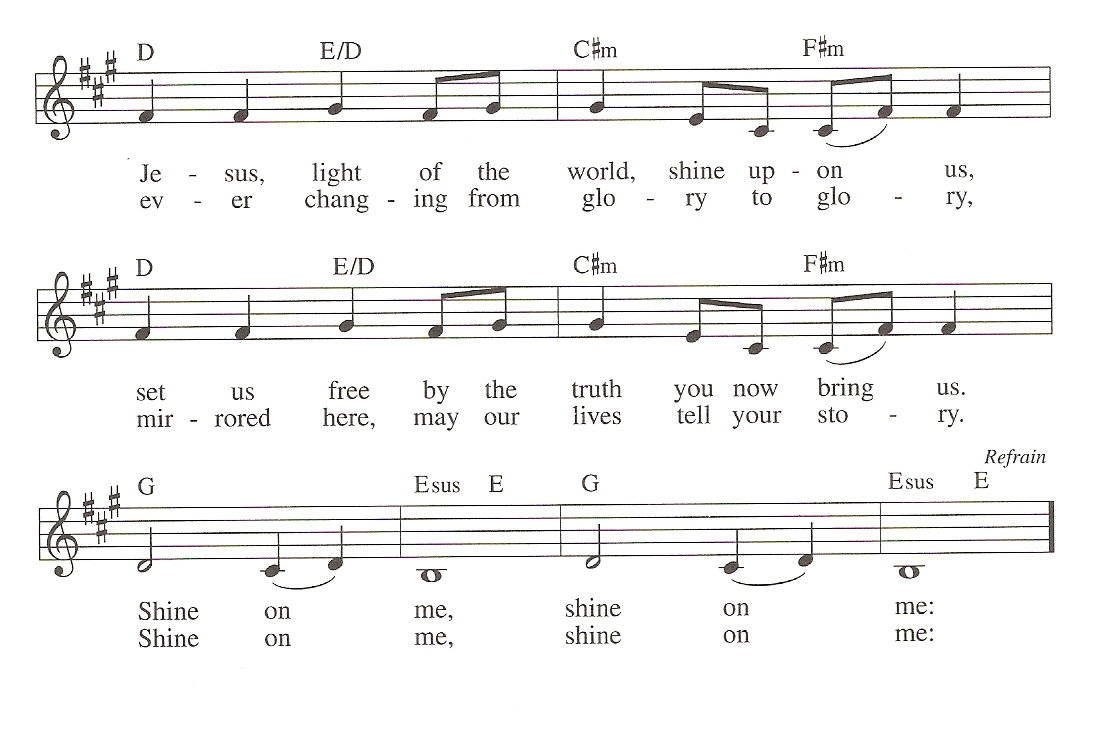 D E/D C♯m F♯m
Je - sus, light of the world, shine up - on us,
ev - er chang - ing from glo - ry to glo - ry,
D E/D C♯m F♯m
set us free by the truth you now bring us.
mir - rored here, may our lives tell your sto - ry.
Refrain
G Esus E G Esus E
Shine on me, shine on me:
Shine on me, shine on me: